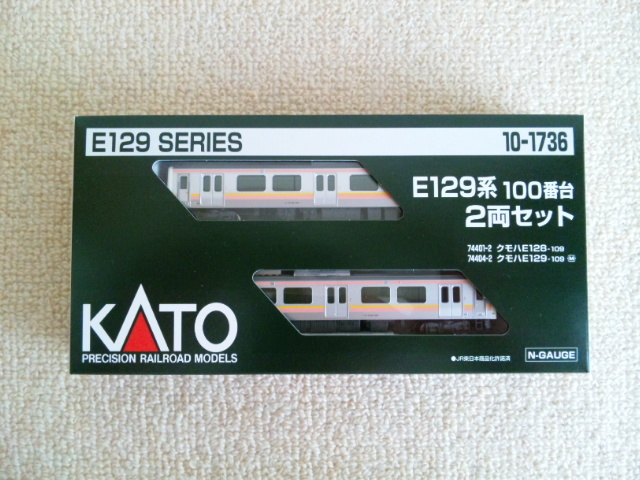 E129 SERIES 10-1736
E129系 100番台
2両セット
74401-2 クモハE128-109
74404-2 クモハE129-109 Ⓜ
KATO
PRECISION RAILROAD MODELS
●JR東日本商品化許諾済
N-GAUGE